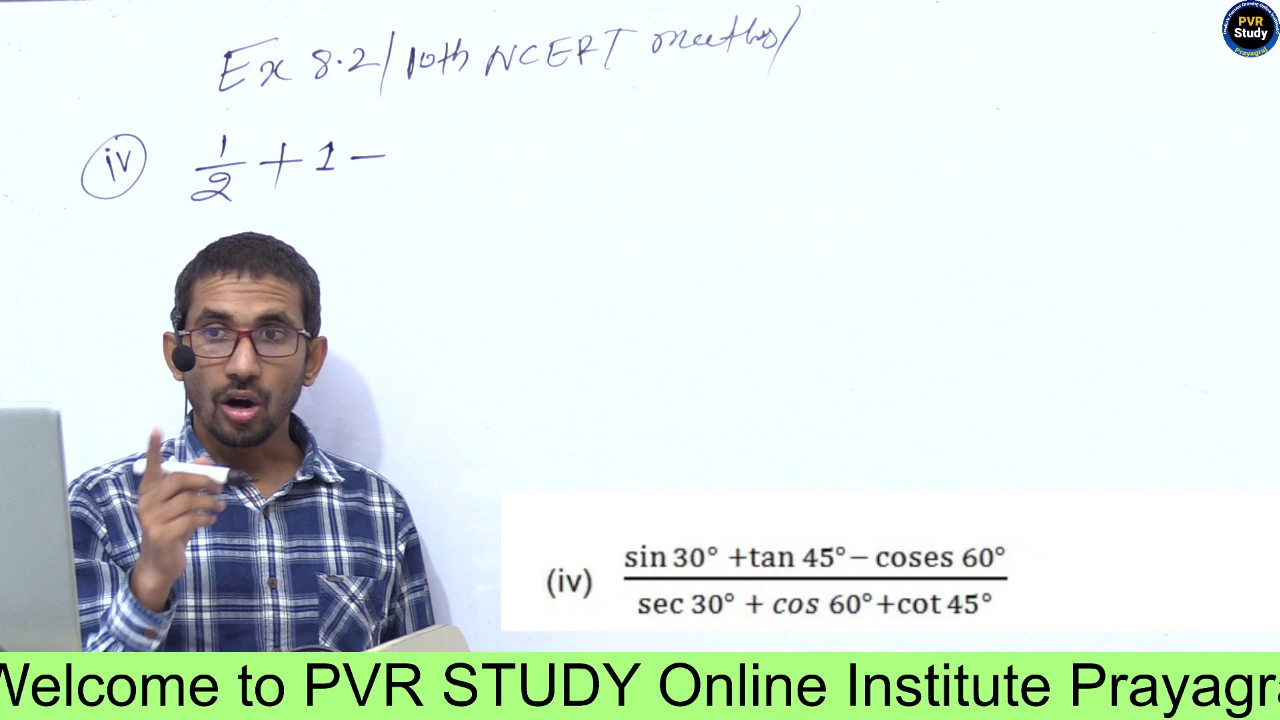 Ex 8.2/10th NCERT maths/
PVR
Study
Prayagraj
(iv) 1/2 + 1 −
(iv) sin 30° +tan 45°− coses 60°
sec 30° + cos 60°+cot 45°
Welcome to PVR STUDY Online Institute Prayagra